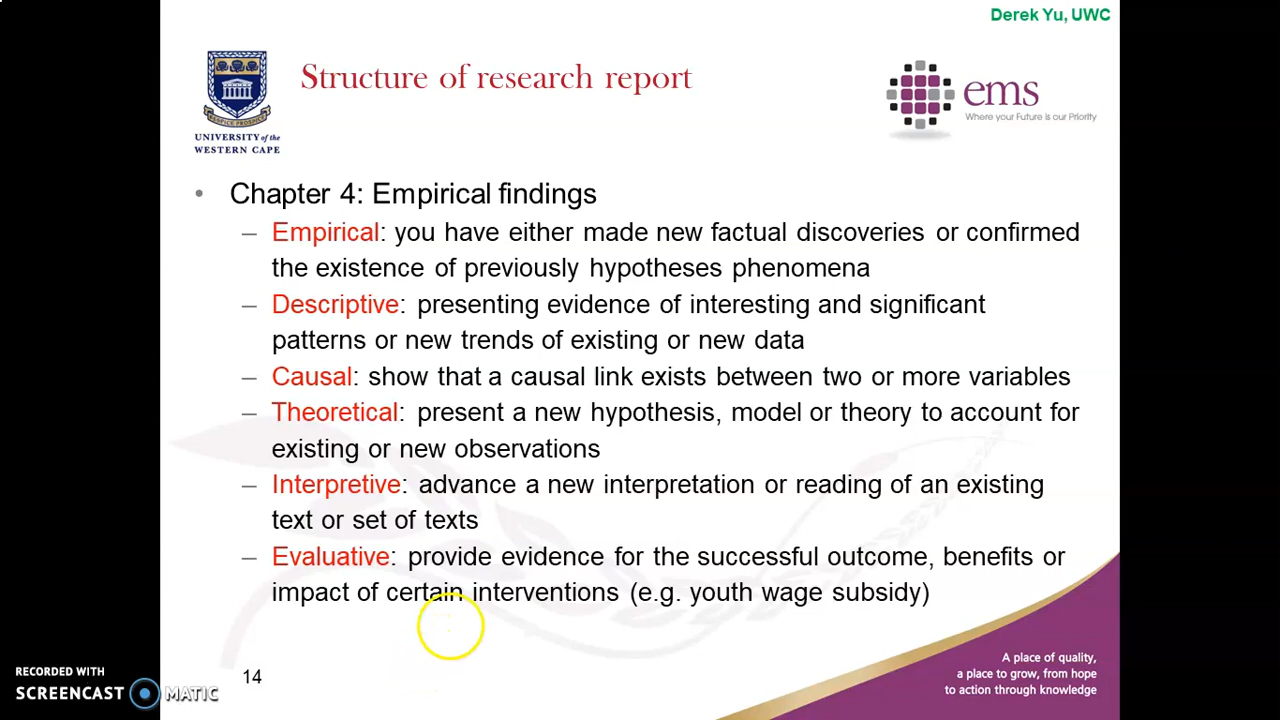 Derek Yu, UWC
Structure of research report
UNIVERSITY of the
WESTERN CAPE
ems
Where your Future is our Priority
• Chapter 4: Empirical findings
– Empirical: you have either made new factual discoveries or confirmed
the existence of previously hypotheses phenomena
– Descriptive: presenting evidence of interesting and significant
patterns or new trends of existing or new data
– Causal: show that a causal link exists between two or more variables
– Theoretical: present a new hypothesis, model or theory to account for
existing or new observations
– Interpretive: advance a new interpretation or reading of an existing
text or set of texts
– Evaluative: provide evidence for the successful outcome, benefits or
impact of certain interventions (e.g. youth wage subsidy)
A place of quality,
a place to grow, from hope
to action through knowledge
14
RECORDED WITH
SCREENCAST MATIC